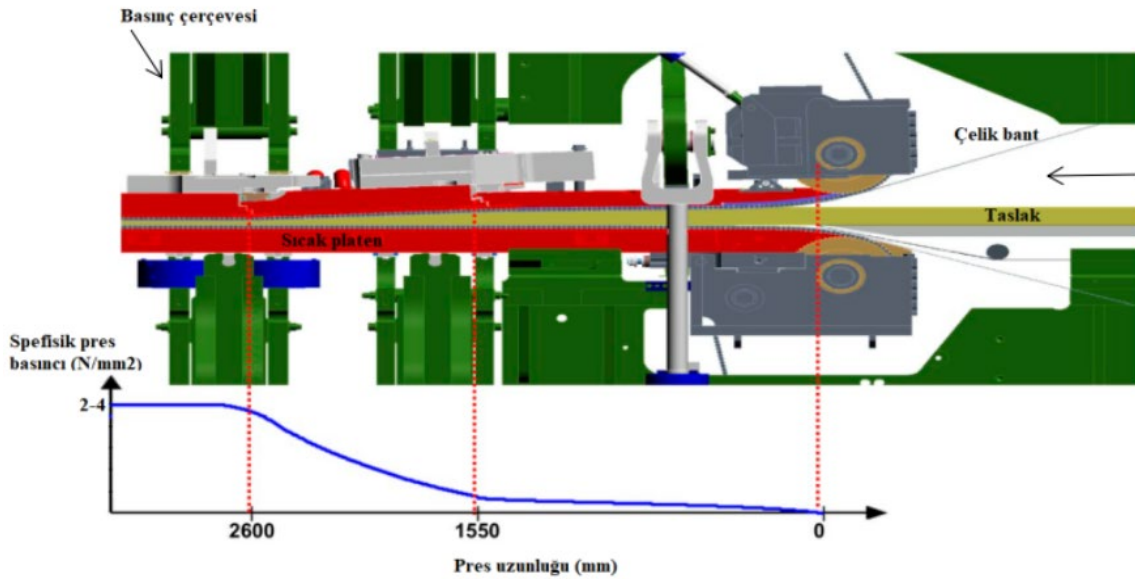 Basınç çerçevesi
Çelik bant
Taslak
Sıcak platen
Spefisik pres
basıncı (N/mm2)
2-4
2600
1550
0
Pres uzunluğu (mm)